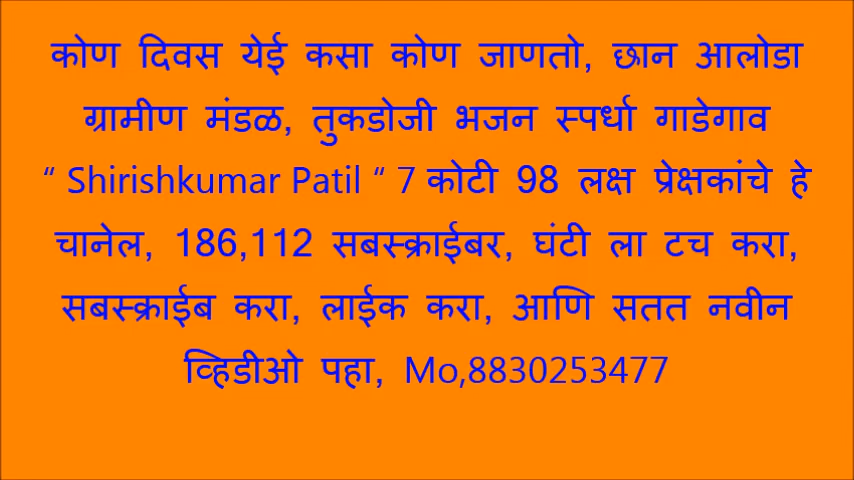 कोण दिवस येई कसा कोण जाणतो, छान आलोडा
ग्रामीण मंडळ, तुकडोजी भजन स्पर्धा गाडेगाव
“ Shirishkumar Patil “ 7 कोटी 98 लक्ष प्रेक्षकांचे हे
चानेल, 186,112 सबस्क्राईबर, घंटी ला टच करा,
सबस्क्राईब करा, लाईक करा, आणि सतत नवीन
व्हिडीओ पहा, Mo,8830253477